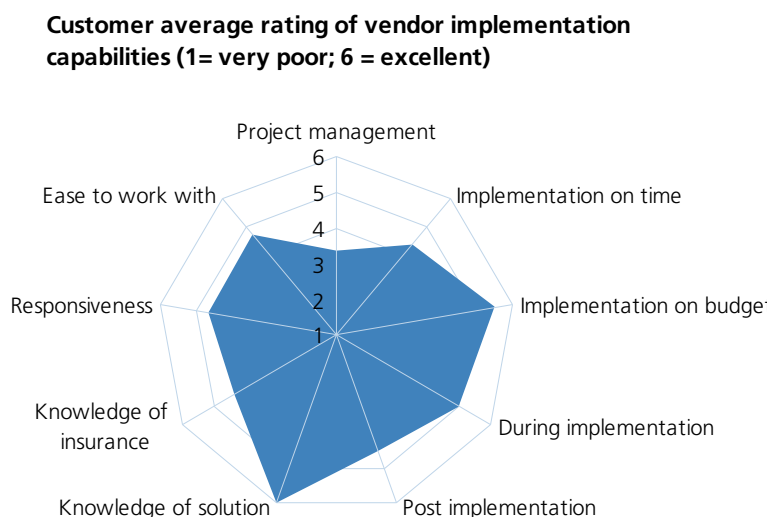 Customer average rating of vendor implementation
capabilities (1= very poor; 6 = excellent)
Project management
6
Ease to work with
5
Implementation on time
4
3
Responsiveness
2
Implementation on budget
1
Knowledge of
insurance
During implementation
Knowledge of solution
Post implementation